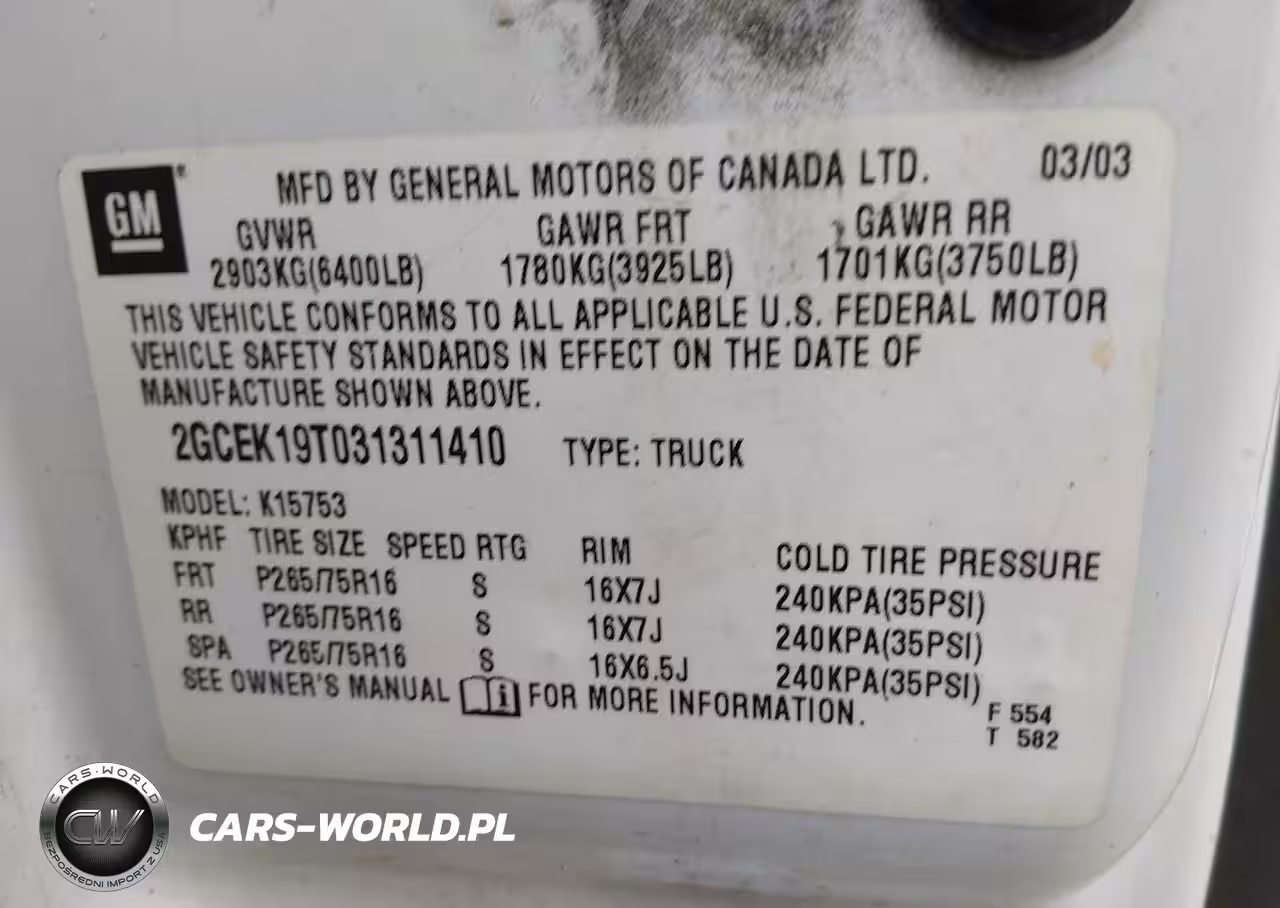 GM®
MFD BY GENERAL MOTORS OF CANADA LTD. 03/03
GVWR GAWR FRT GAWR RR
2903KG(6400LB) 1780KG(3925LB) 1701KG(3750LB)
THIS VEHICLE CONFORMS TO ALL APPLICABLE U.S. FEDERAL MOTOR
VEHICLE SAFETY STANDARDS IN EFFECT ON THE DATE OF
MANUFACTURE SHOWN ABOVE.
2GCEK19T031311410 TYPE: TRUCK
MODEL: K15753
KPHF TIRE SIZE SPEED RTG RIM COLD TIRE PRESSURE
FRT P265/75R16 S 16X7J 240KPA(35PSI)
RR P265/75R16 S 16X7J 240KPA(35PSI)
SPA P265/75R16 S 16X6.5J 240KPA(35PSI)
SEE OWNER'S MANUAL i FOR MORE INFORMATION.
F 554
T 582
CARS-WORLD
CW
BEZPOŚREDNI IMPORT Z USA
CARS-WORLD.PL